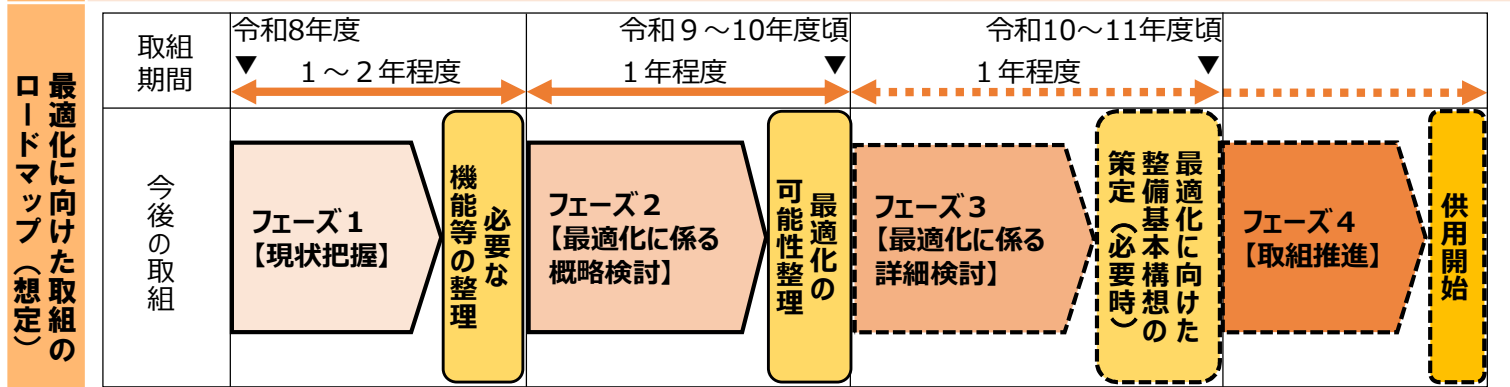 最適化に向けた取組の
ロードマップ（想定）
取組
期間
令和8年度
▼
１～２年程度
令和９～10年度頃
１年程度
▼
令和10～11年度頃
１年程度
▼
今後の取組
フェーズ１
【現状把握】
必要な
機能等の整理
フェーズ２
【最適化に係る
概略検討】
最適化の
可能性整理
フェーズ３
【最適化に係る
詳細検討】
最適化に向けた
整備基本構想の
策定（必要時）
フェーズ４
【取組推進】
供用開始